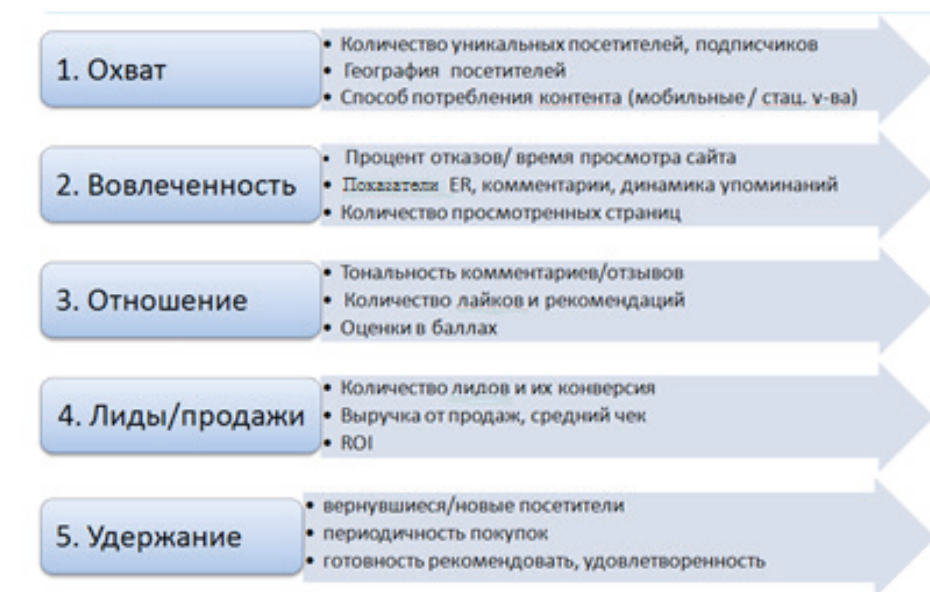 1. Охват
• Количество уникальных посетителей, подписчиков
• География посетителей
• Способ потребления контента (мобильные / стац. у-ва)
2. Вовлеченность
• Процент отказов/ время просмотра сайта
• Показатели ER, комментарии, динамика упоминаний
• Количество просмотренных страниц
3. Отношение
• Тональность комментариев/отзывов
• Количество лайков и рекомендаций
• Оценки в баллах
4. Лиды/продажи
• Количество лидов и их конверсия
• Выручка от продаж, средний чек
• ROI
5. Удержание
• вернувшиеся/новые посетители
• периодичность покупок
• готовность рекомендовать, удовлетворенность